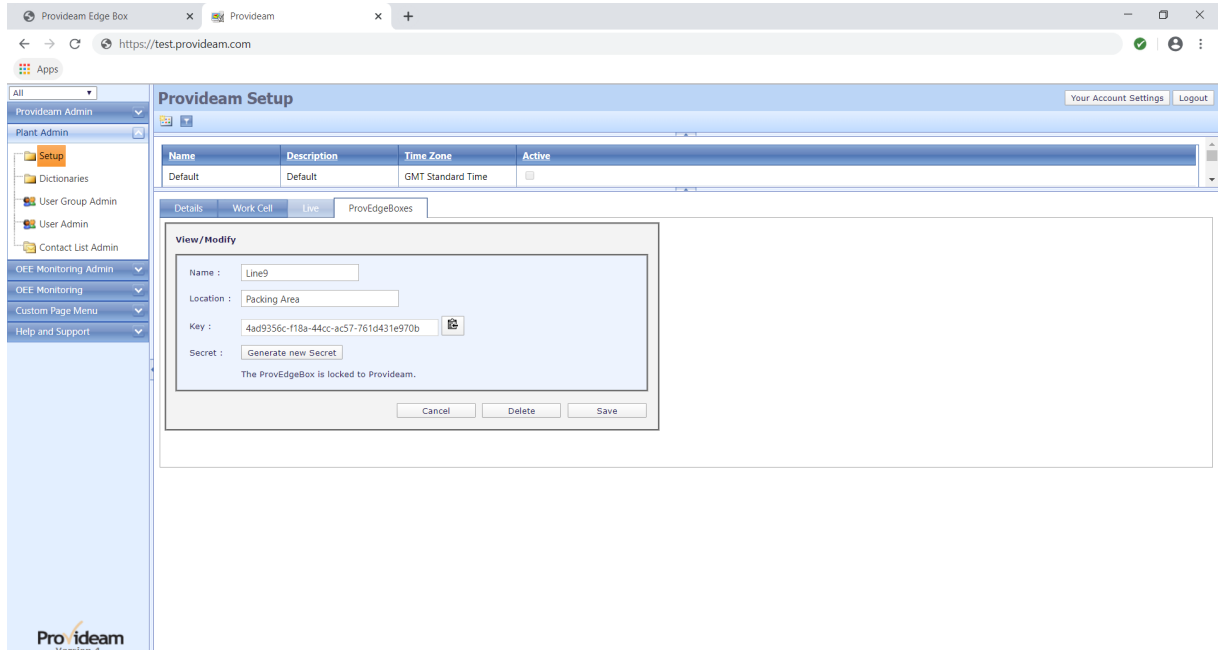 Provideam Edge Box
Provideam
https://test.provideam.com
Apps
All
Provideam Admin
Plant Admin
Setup
Dictionaries
User Group Admin
User Admin
Contact List Admin
OEE Monitoring Admin
OEE Monitoring
Custom Page Menu
Help and Support
Provideam Setup
Your Account Settings Logout
Name Description Time Zone Active
Default Default GMT Standard Time
Details Work Cell Live ProvEdgeBoxes
View/Modify
Name : Line9
Location : Packing Area
Key : 4ad9356c-f18a-44cc-ac57-761d431e970b
Secret : Generate new Secret
The ProvEdgeBox is locked to Provideam.
Cancel Delete Save
Provideam